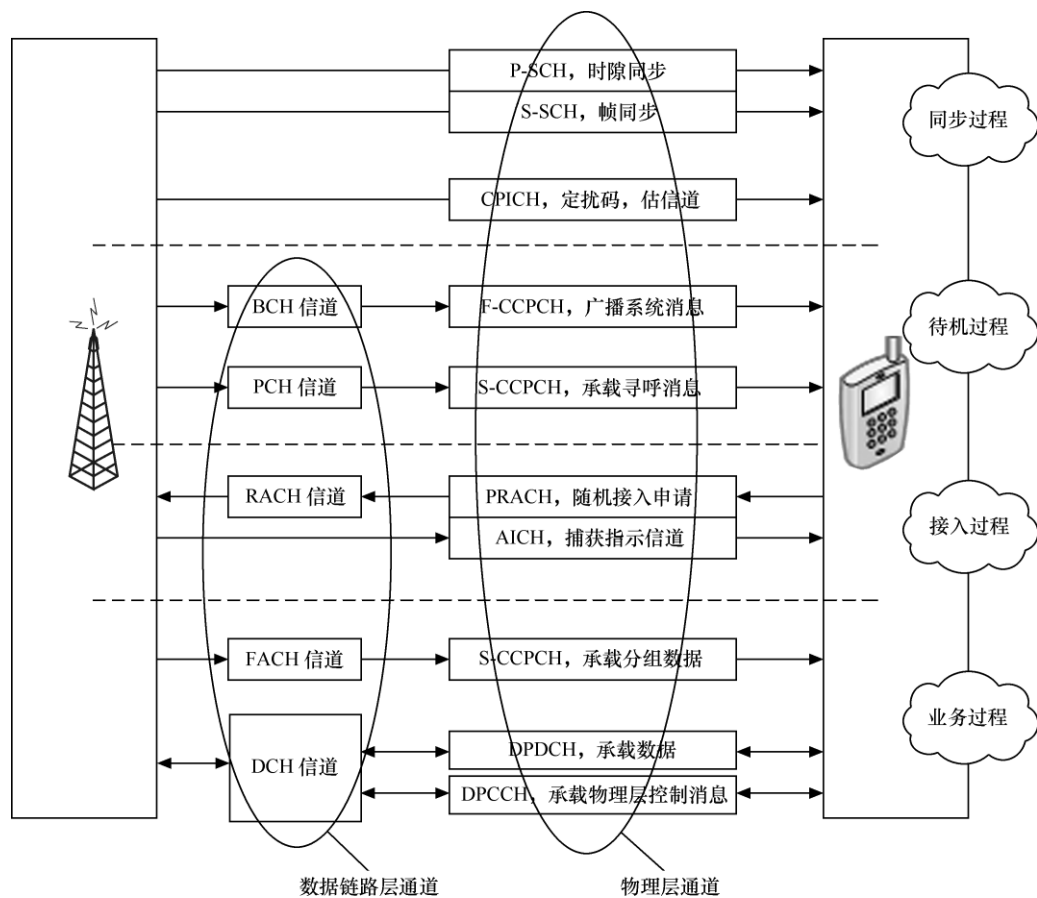 P-SCH，时隙同步
S-SCH，帧同步
同步过程
CPICH，定扰码，估信道
BCH 信道
F-CCPCH，广播系统消息
待机过程
PCH 信道
S-CCPCH，承载寻呼消息
RACH 信道
PRACH，随机接入申请
AICH，捕获指示信道
接入过程
FACH 信道
S-CCPCH，承载分组数据
业务过程
DCH 信道
DPDCH，承载数据
DPCCH，承载物理层控制消息
数据链路层通道
物理层通道